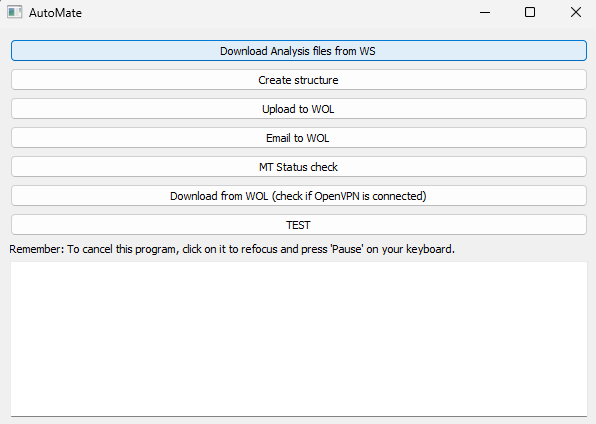 AutoMate
Download Analysis files from WS
Create structure
Upload to WOL
Email to WOL
MT Status check
Download from WOL (check if OpenVPN is connected)
TEST
Remember: To cancel this program, click on it to refocus and press 'Pause' on your keyboard.